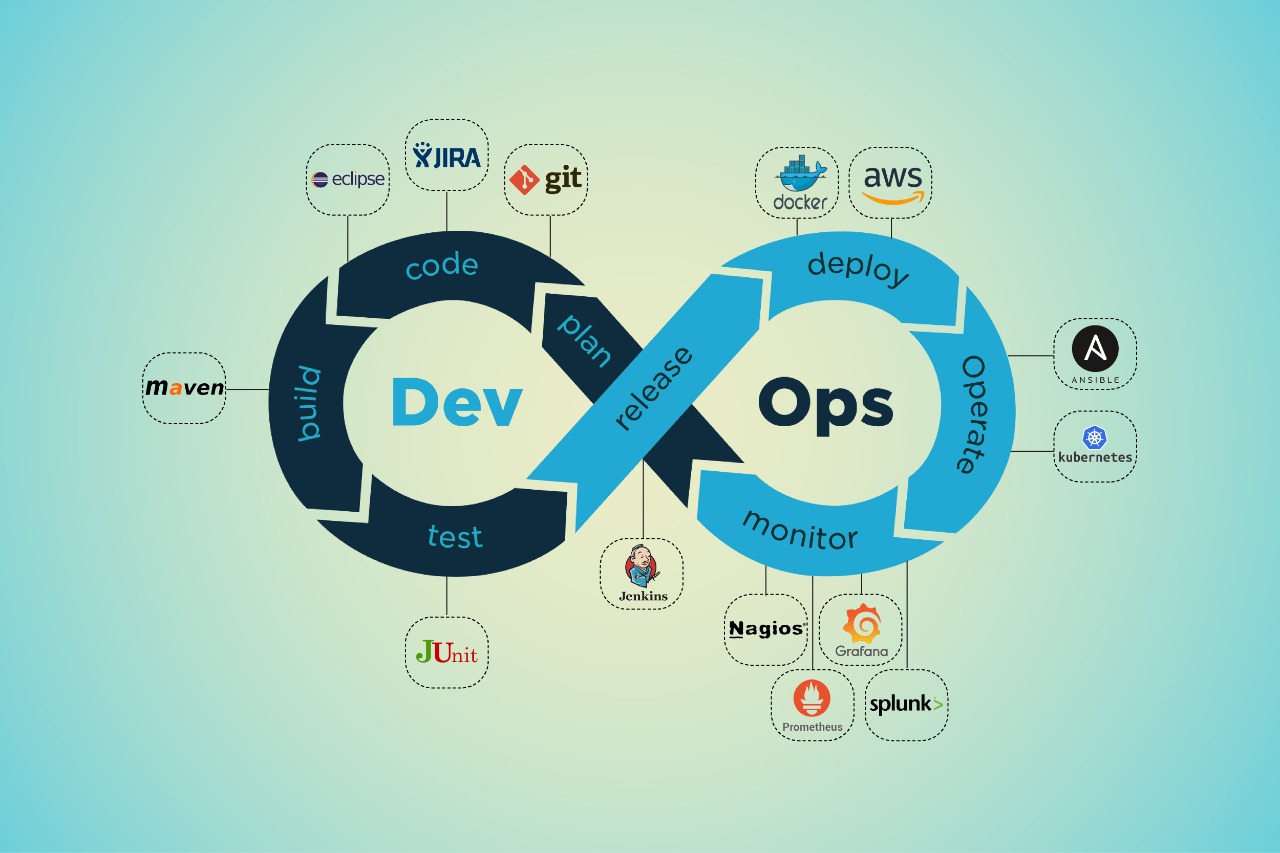 eclipse
JIRA
git
docker
aws
code
deploy
plan
release
build
Dev
Ops
Operate
maven
ANSIBLE
kubernetes
test
monitor
Jenkins
JUnit
Nagios®
Grafana
Prometheus
splunk>